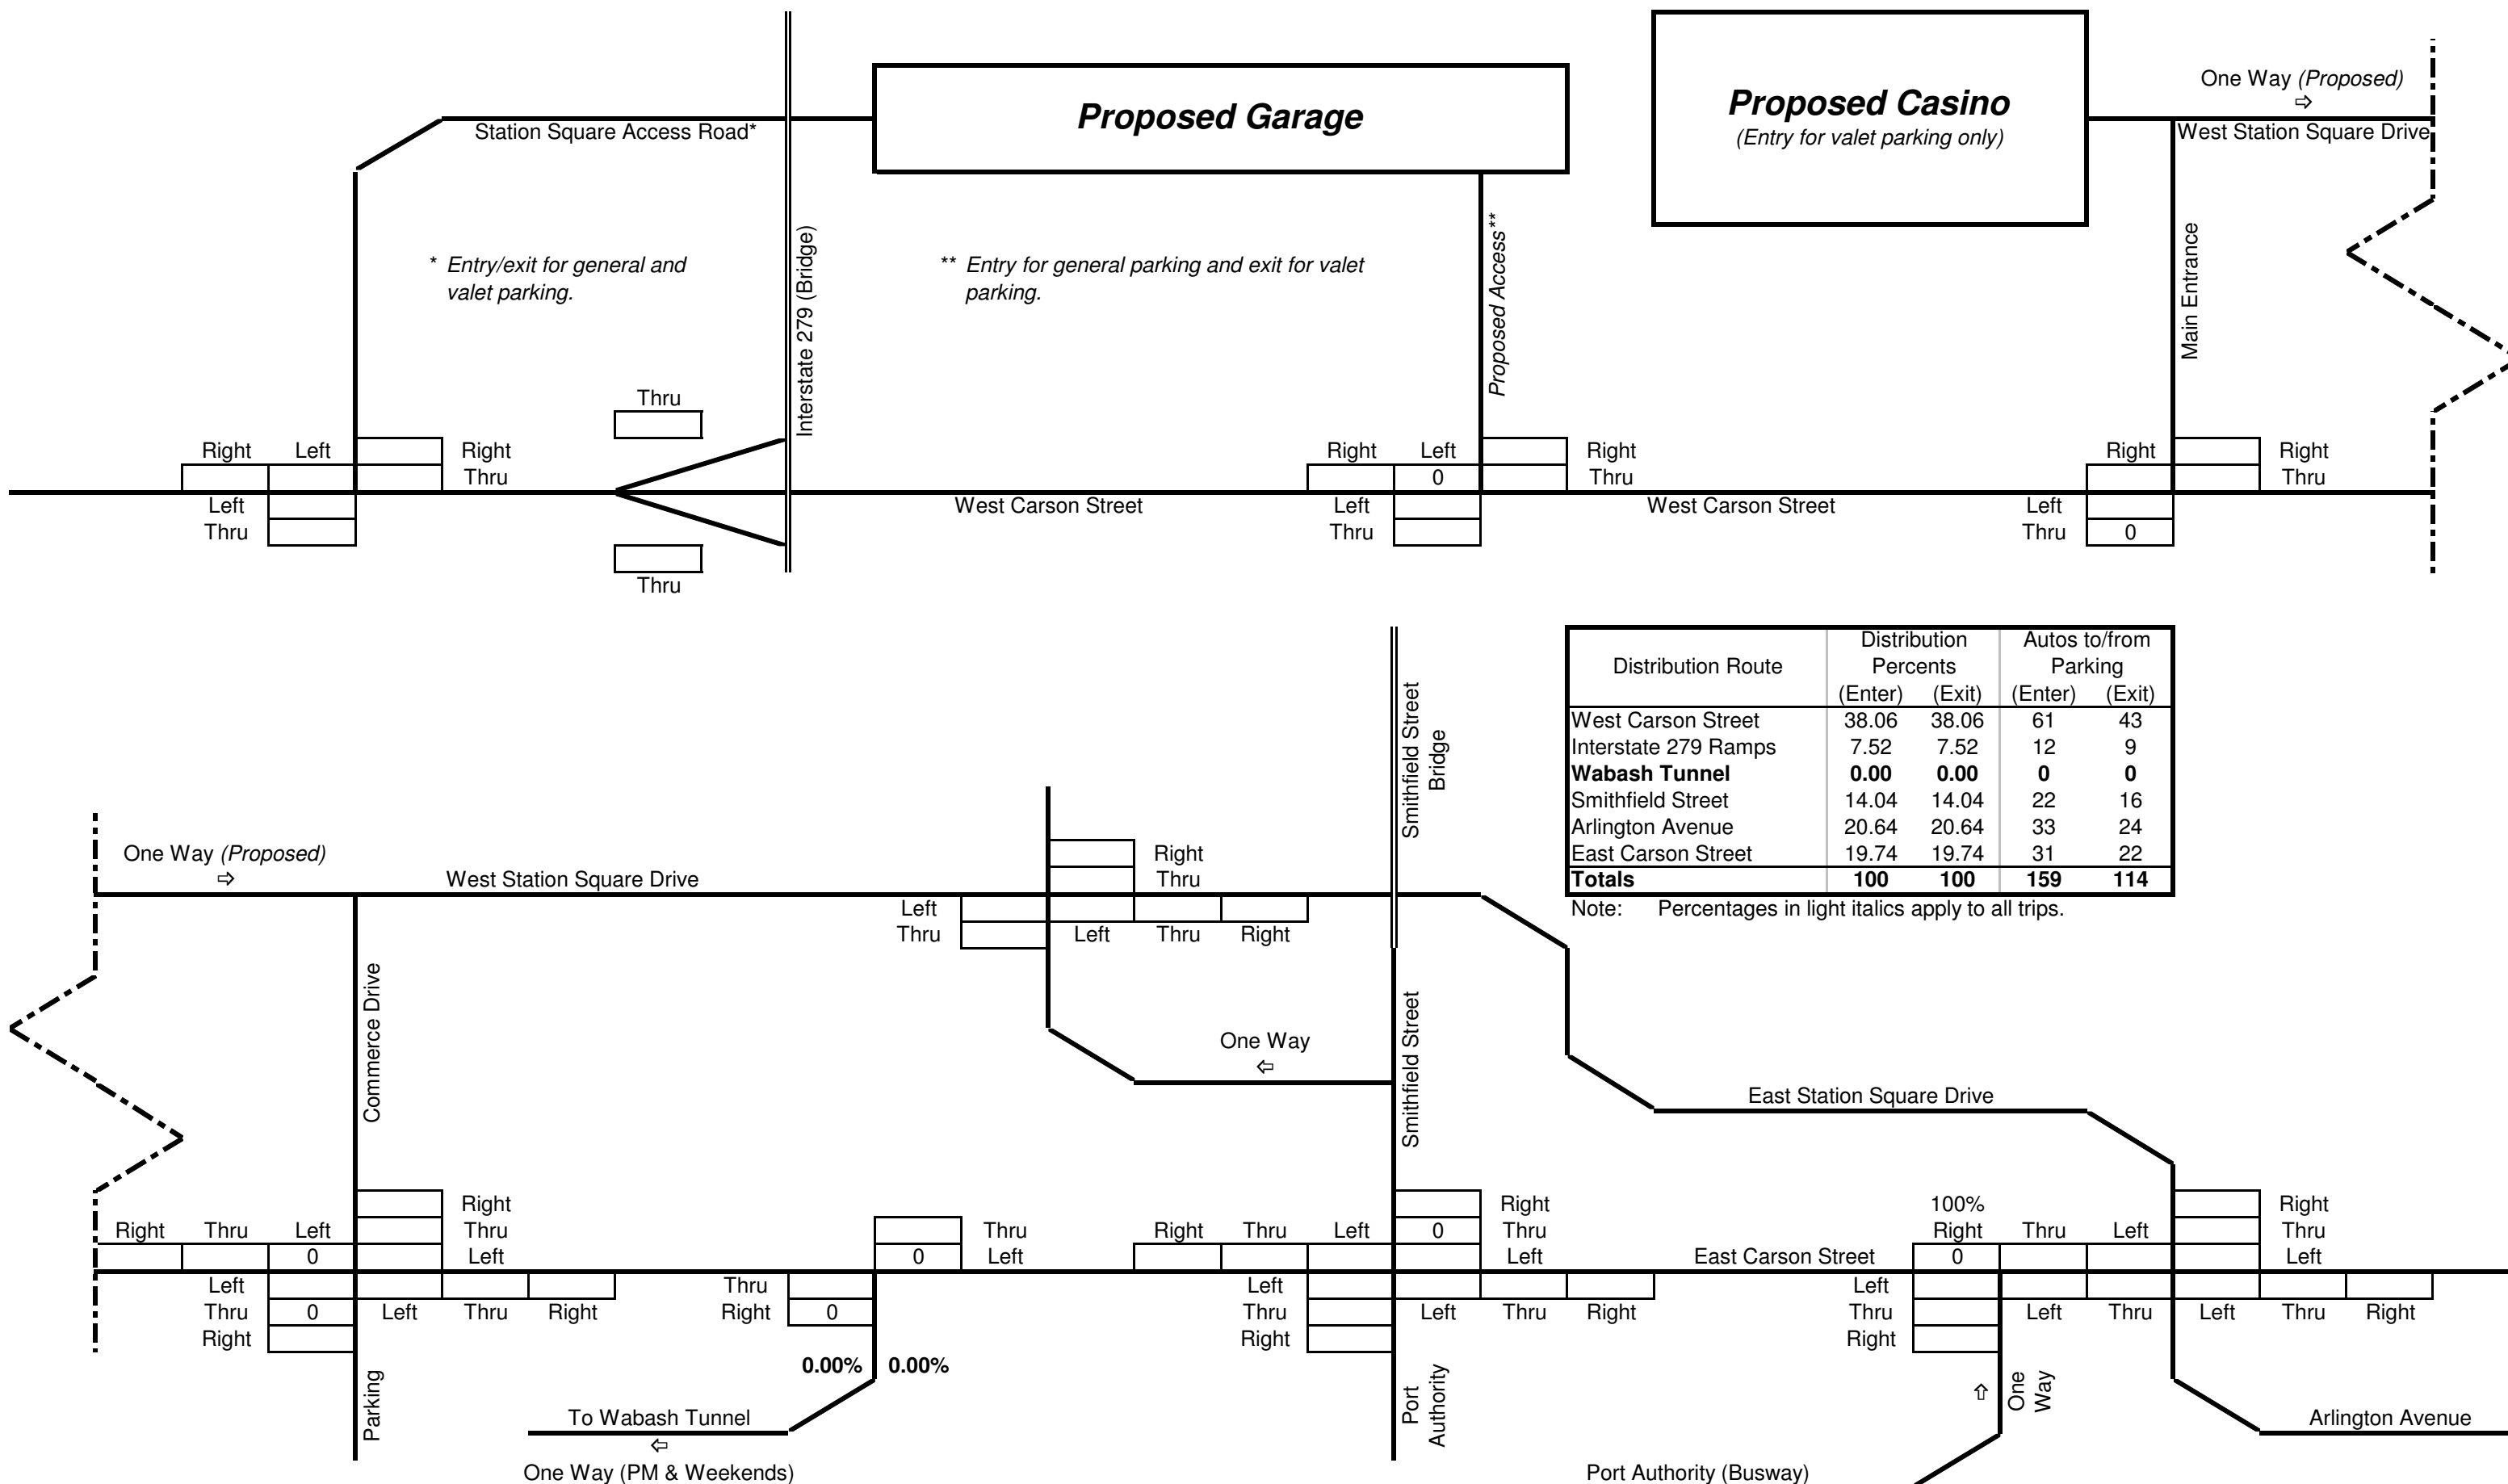 One Way (Proposed)
⇨
West Station Square Drive
Proposed Garage
Proposed Casino
(Entry for valet parking only)
Station Square Access Road*
* Entry/exit for general and
valet parking.
Interstate 279 (Bridge)
** Entry for general parking and exit for valet
parking.
Proposed Access**
Main Entrance
Thru
Right Left Right
Thru
Left
Thru
Thru
West Carson Street
Right Left Right
0 Thru
Left
Thru
West Carson Street
Right Right
Thru
Left
Thru 0
Distribution Route Distribution Percents Autos to/from Parking
(Enter) (Exit) (Enter) (Exit)
West Carson Street 38.06 38.06 61 43
Interstate 279 Ramps 7.52 7.52 12 9
Wabash Tunnel 0.00 0.00 0 0
Smithfield Street 14.04 14.04 22 16
Arlington Avenue 20.64 20.64 33 24
East Carson Street 19.74 19.74 31 22
Totals 100 100 159 114
Note: Percentages in light italics apply to all trips.
Smithfield Street
Bridge
One Way (Proposed)
⇨
West Station Square Drive
Right
Thru
Left
Thru Left Thru Right
Commerce Drive
One Way
⇦
Smithfield Street
East Station Square Drive
Right
Right Thru Left Thru
0 Left
Left
Thru 0 Left Thru Right
Right
Parking
Thru
0 Left
Thru
Right 0
0.00% 0.00%
To Wabash Tunnel
⇦
One Way (PM & Weekends)
Right
Right Thru Left 0 Thru
Left
Left
Thru Left Thru Right
Right
Port
Authority
East Carson Street
100% Right
Right Thru Left Thru
0 Left
Left
Thru Left Thru Left Thru Right
Right
⇧
One
Way
Arlington Avenue
Port Authority (Busway)